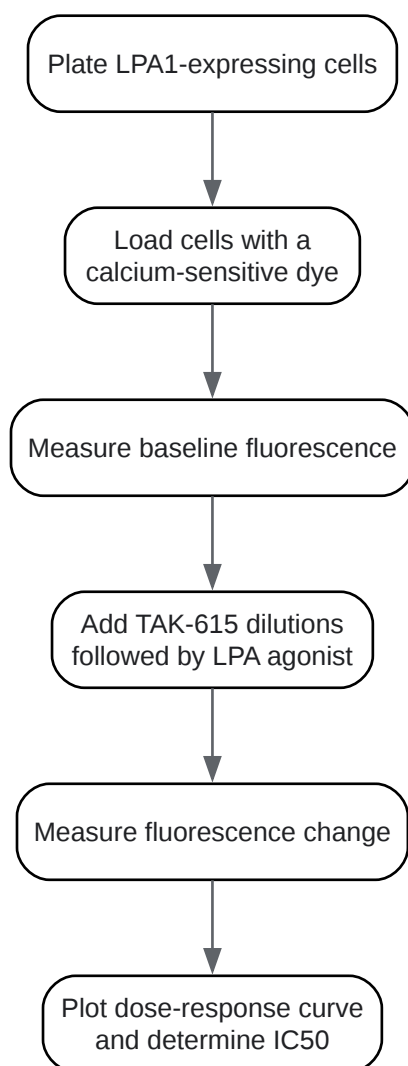 Plate LPA1-expressing cells
Load cells with a
calcium-sensitive dye
Measure baseline fluorescence
Add TAK-615 dilutions
followed by LPA agonist
Measure fluorescence change
Plot dose-response curve
and determine IC50